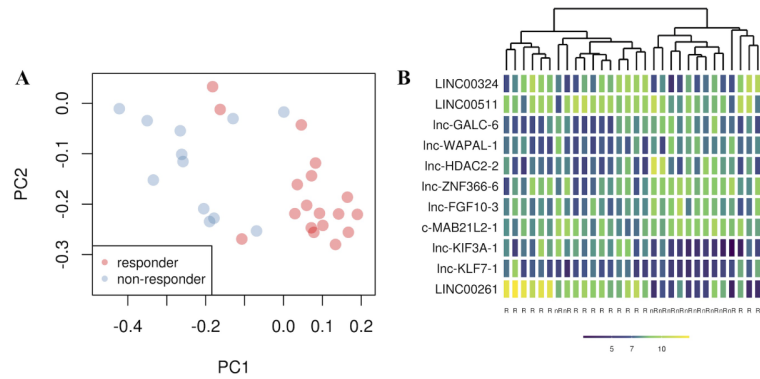 A
PC2
0.0
-0.1
-0.2
-0.3
responder
non-responder
-0.4 -0.2 0.0 0.1 0.2
PC1
B
LINC00324
LINC00511
lnc-GALC-6
lnc-WAPAL-1
lnc-HDAC2-2
lnc-ZNF366-6
lnc-FGF10-3
c-MAB21L2-1
lnc-KIF3A-1
lnc-KLF7-1
LINC00261
5 7 10